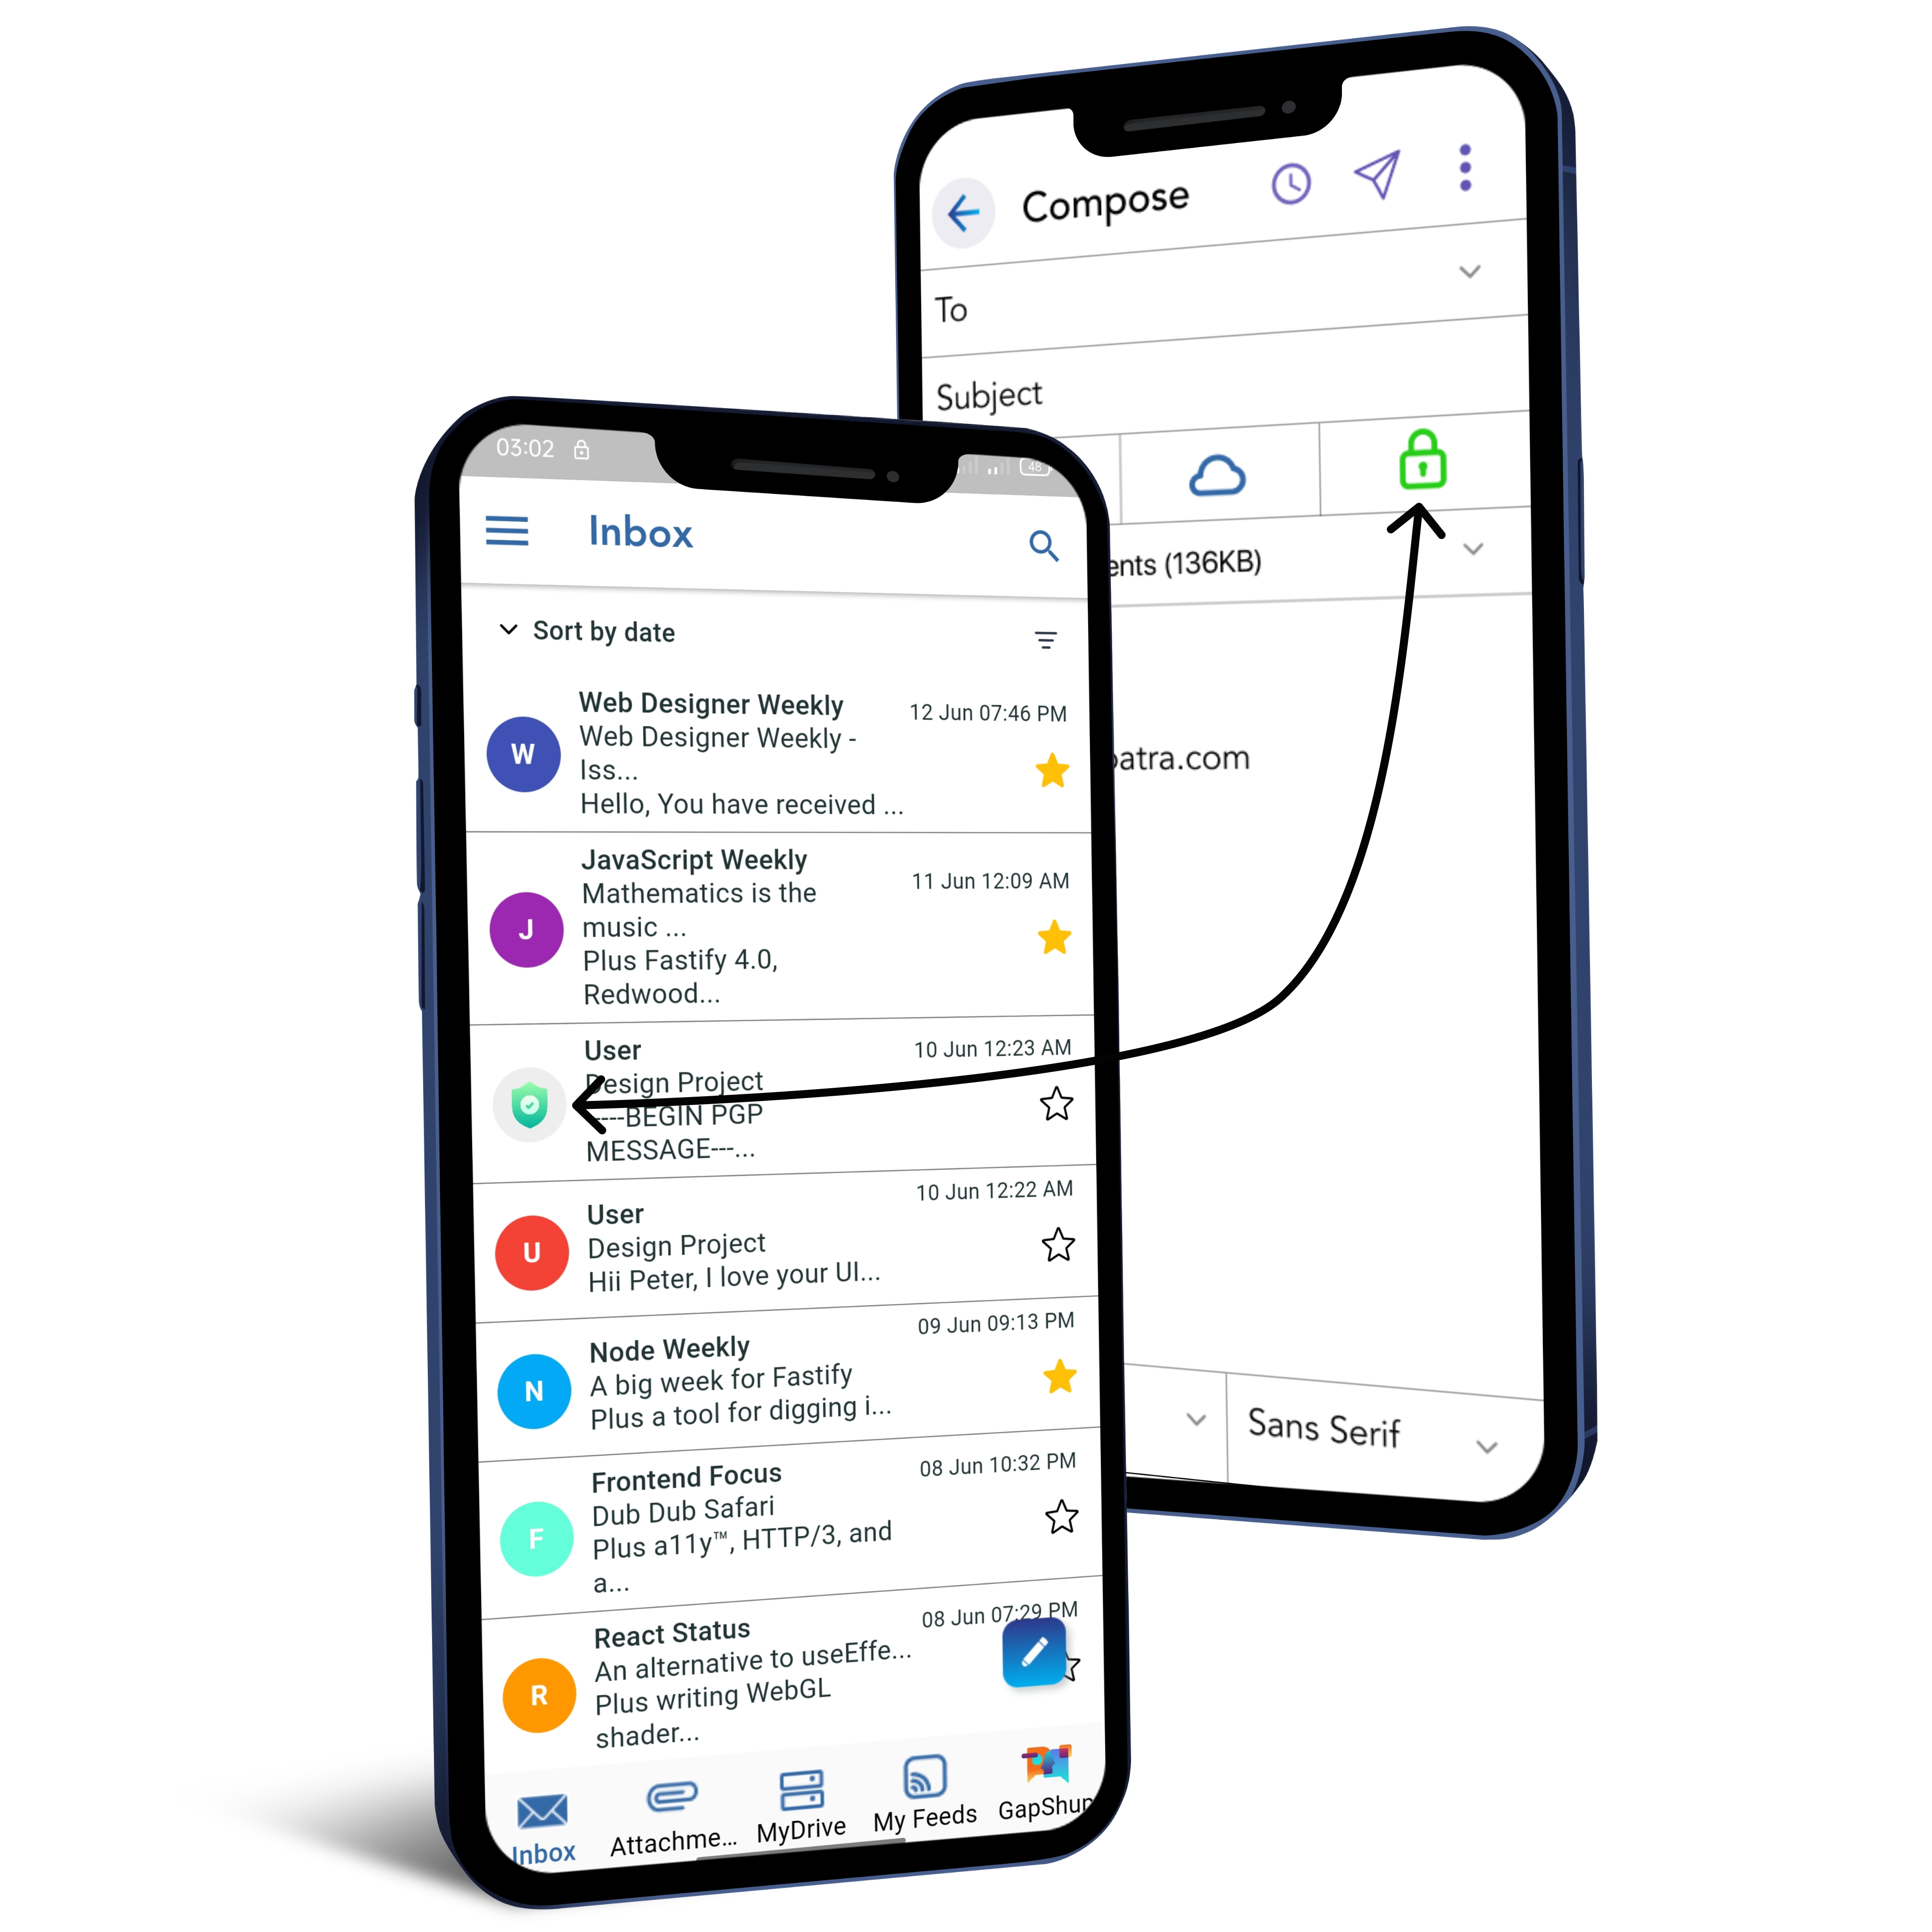 Compose
To
Subject
ents (136KB)
patra.com
Sans Serif
03:02
48
Inbox
Sort by date
W
Web Designer Weekly
12 Jun 07:46 PM
Web Designer Weekly -
Iss...
Hello, You have received ...
J
JavaScript Weekly
11 Jun 12:09 AM
Mathematics is the
music ...
Plus Fastify 4.0,
Redwood...
User
10 Jun 12:23 AM
Design Project
----BEGIN PGP
MESSAGE---...
U
User
10 Jun 12:22 AM
Design Project
Hii Peter, I love your UI...
N
Node Weekly
09 Jun 09:13 PM
A big week for Fastify
Plus a tool for digging i...
F
Frontend Focus
08 Jun 10:32 PM
Dub Dub Safari
Plus a11y™, HTTP/3, and
a...
R
React Status
08 Jun 07:29 PM
An alternative to useEffe...
Plus writing WebGL
shader...
Inbox
Attachme...
MyDrive
My Feeds
GapShup